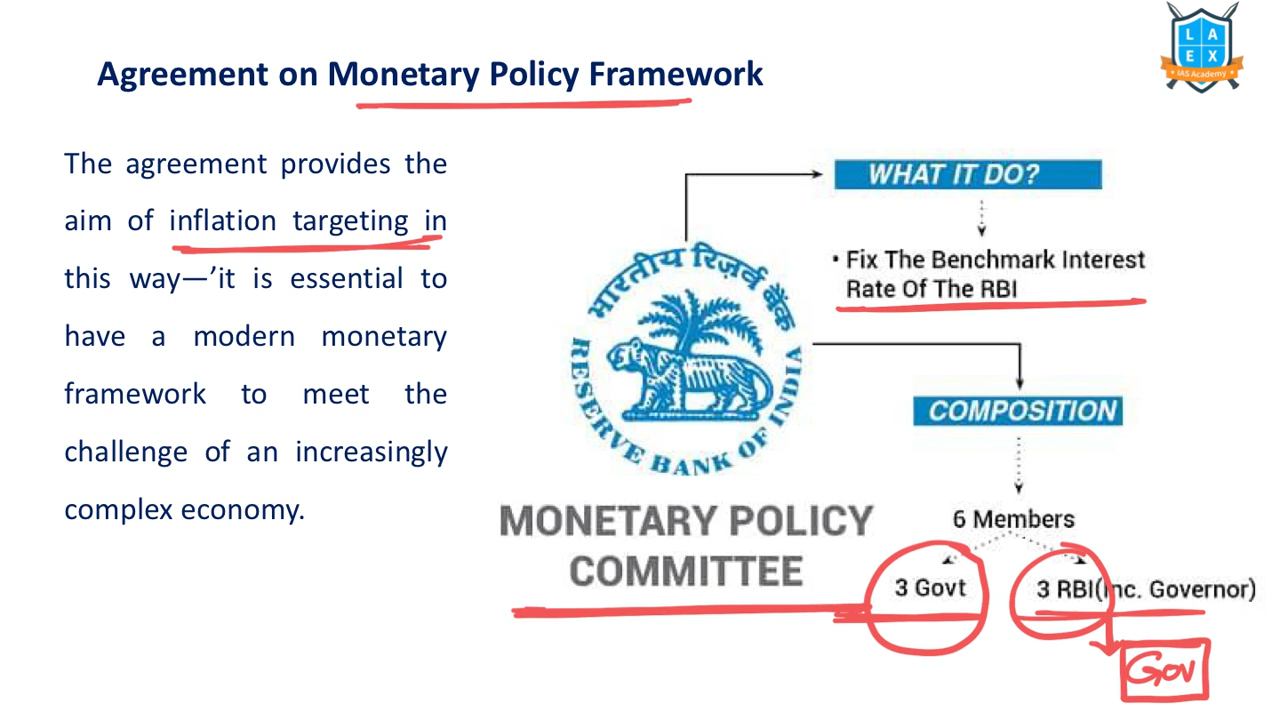 Agreement on Monetary Policy Framework
L A
E X
IAS Academy
The agreement provides the
aim of inflation targeting in
this way—’it is essential to
have a modern monetary
framework to meet the
challenge of an increasingly
complex economy.
WHAT IT DO?
• Fix The Benchmark Interest
Rate Of The RBI
भारतीय रिज़र्व बैंक
RESERVE BANK OF INDIA
MONETARY POLICY
COMMITTEE
COMPOSITION
6 Members
3 Govt
3 RBI(Inc. Governor)
Gov